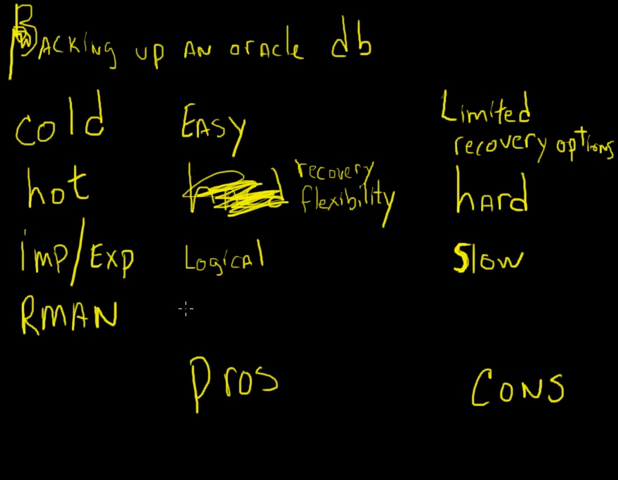 Backing up an oracle db
cold Easy Limited
recovery options
hot recovery
flexibility hard
imp/Exp Logical Slow
RMAN
Pros Cons